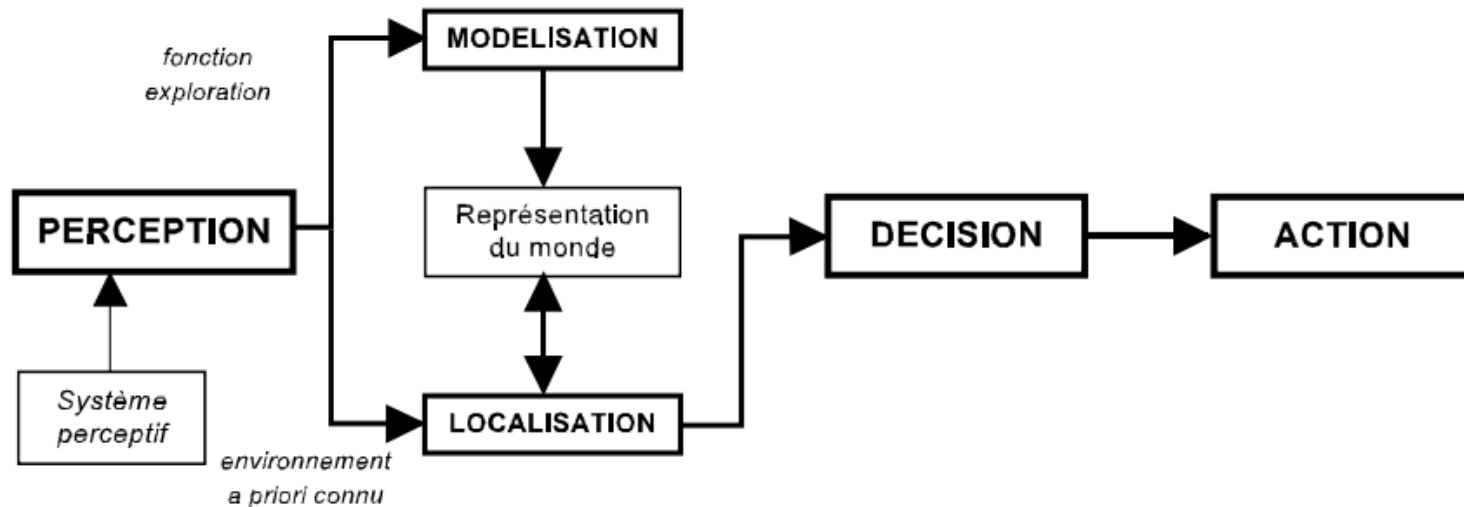 fonction
exploration
MODELISATION
PERCEPTION
Représentation
du monde
DECISION
ACTION
Système
perceptif
LOCALISATION
environnement
a priori connu